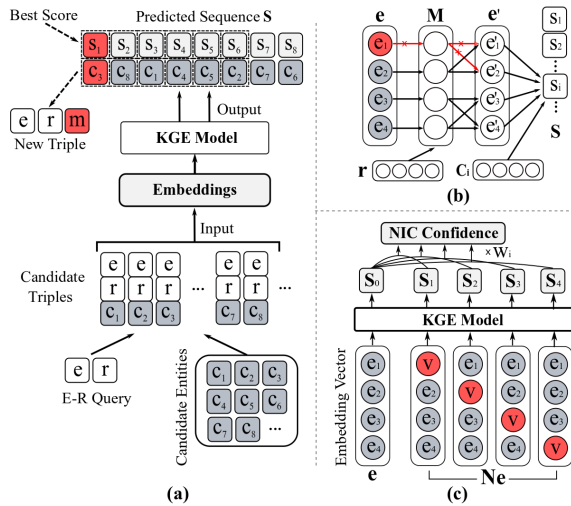 Best Score
Predicted Sequence S
S1 S2 S3 S4 S5 S6 S7 S8
C3 C8 C1 C4 C5 C2 C7 C6
Output
e r m
New Triple
KGE Model
Embeddings
Input
Candidate
Triples
e e e e e
r r r ... r r ...
C1 C2 C3 C7 C8
e r
E-R Query
Candidate Entities
C1 C2 C3
C4 C5 C6
C7 C8 ...
(a)
e M e' S1
e1 e'1 S2
e2 e'2 Si
e3 e'3
e4 e'4 S
r Ci
(b)
NIC Confidence
× Wi
S0 S1 S2 S3 S4
KGE Model
Embedding Vector
e1 v e1 e1 e1
e2 e2 v e2 e2
e3 e3 e3 v e3
e4 e4 e4 e4 v
e Ne
(c)